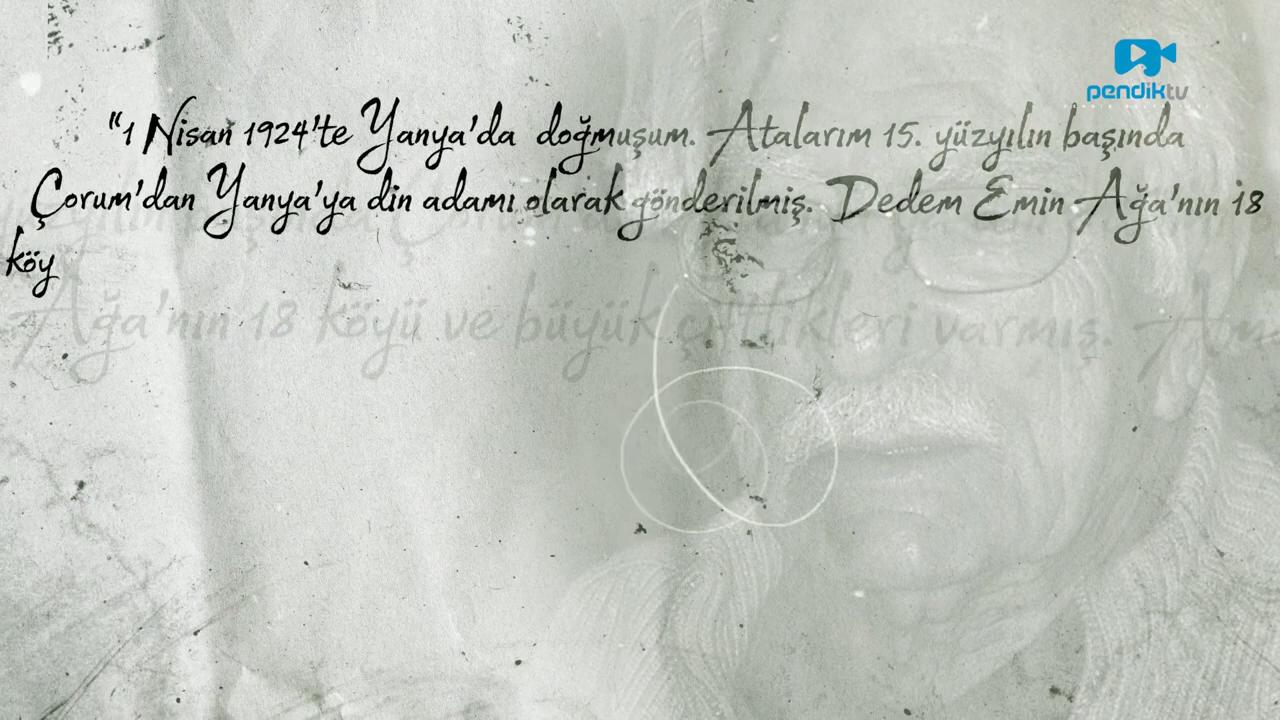 pendiktv
"1 Nisan 1924'te Yanya'da doğmuşum. Atalarım 15. yüzyılın başında
Çorum'dan Yanya'ya din adamı olarak gönderilmiş. Dedem Emin Ağa'nın 18
köy
Ağa'nın 18 köyü ve büyük çiftlikleri varmış.